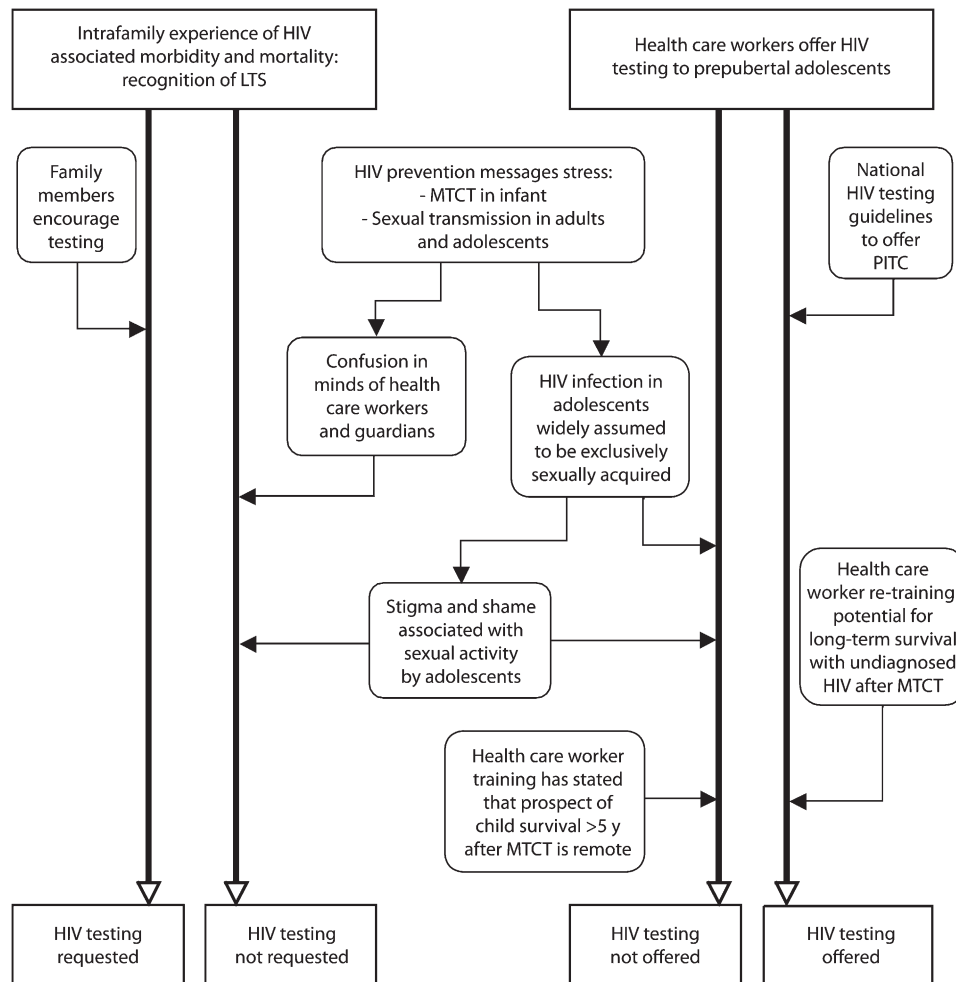 Intrafamily experience of HIV
associated morbidity and mortality:
recognition of LTS
Health care workers offer HIV
testing to prepubertal adolescents
Family
members
encourage
testing
HIV prevention messages stress:
- MTCT in infant
- Sexual transmission in adults
and adolescents
National
HIV testing
guidelines
to offer
PITC
Confusion in
minds of health
care workers
and guardians
HIV infection in
adolescents
widely assumed
to be exclusively
sexually acquired
Stigma and shame
associated with
sexual activity
by adolescents
Health care
worker re-training:
potential for
long-term survival
with undiagnosed
HIV after MTCT
Health care worker
training has stated
that prospect of
child survival >5 y
after MTCT is remote
HIV testing
requested
HIV testing
not requested
HIV testing
not offered
HIV testing
offered